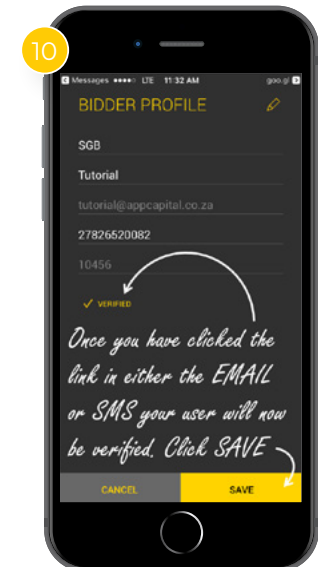 10
Messages LTE 11:32 AM goo.gl
BIDDER PROFILE
SGB
Tutorial
tutorial@appcapital.co.za
27826520082
10456
VERIFIED
Once you have clicked the
link in either the EMAIL
or SMS your user will now
be verified. Click SAVE
CANCEL SAVE